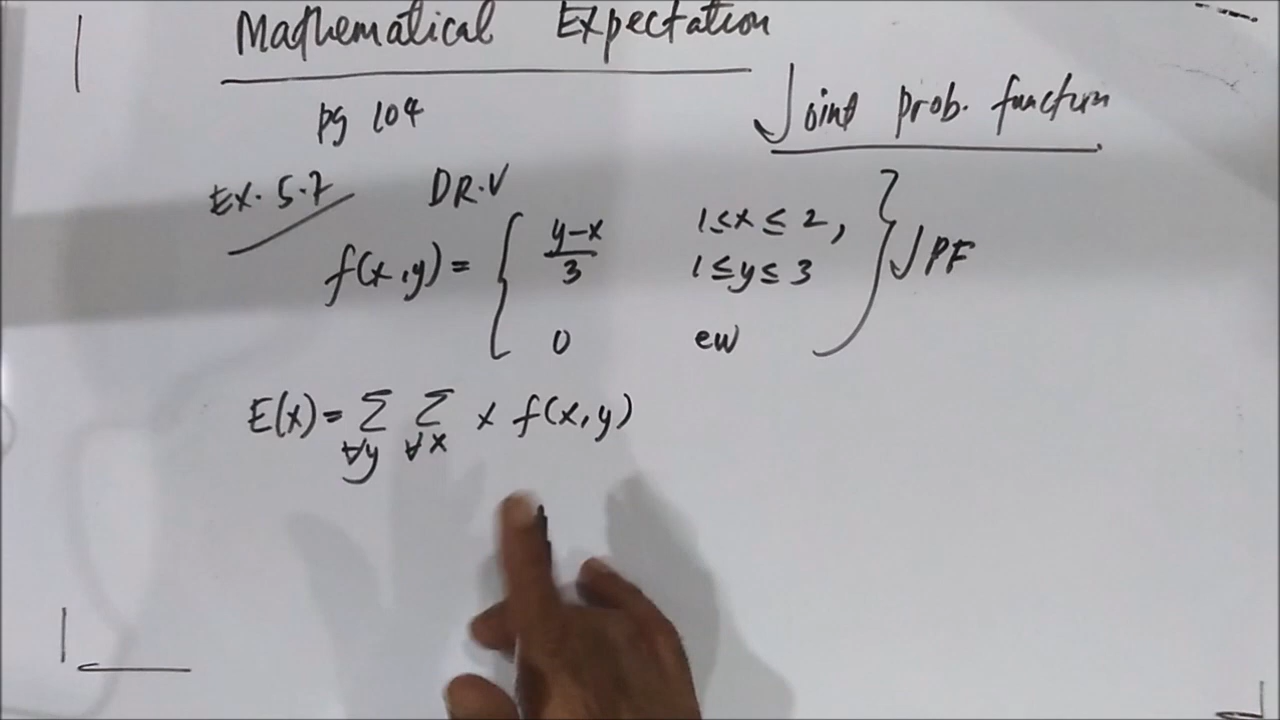 Mathematical Expectation
pg 104
Joint prob. function
Ex. 5.7 DR.V
f(x,y) = { y-x/3 1≤x≤2, 1≤y≤3 } JPF
0 ew
E(x) = Σ∀y Σ∀x x f(x,y)